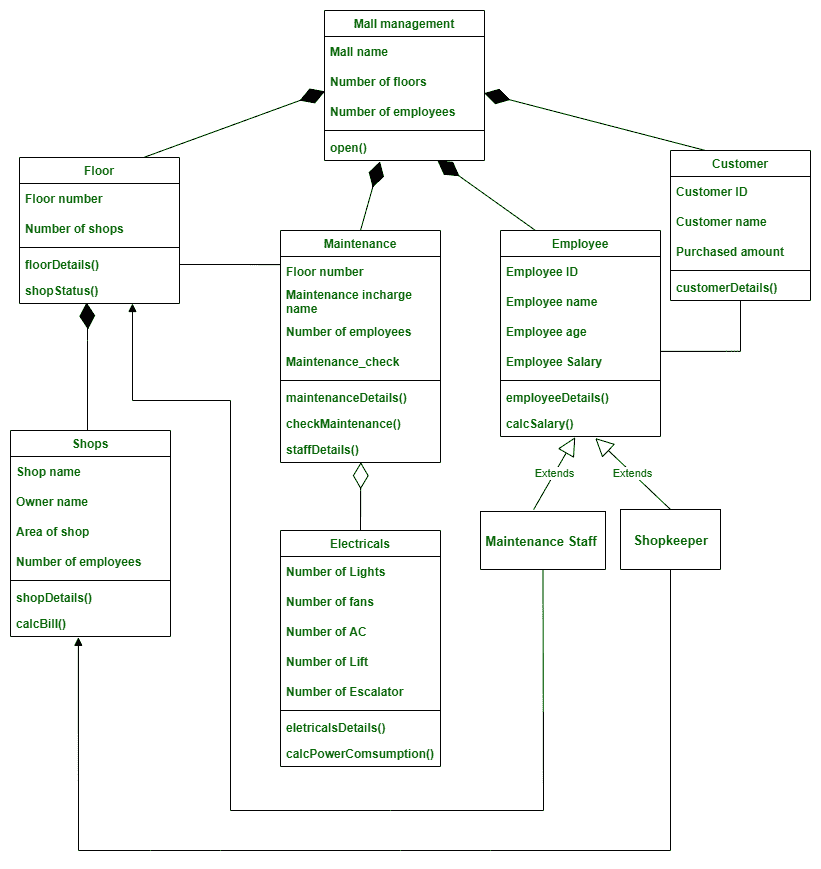 Mall management
Mall name
Number of floors
Number of employees
open()
Floor
Floor number
Number of shops
floorDetails()
shopStatus()
Maintenance
Floor number
Maintenance incharge
name
Number of employees
Maintenance_check
maintenanceDetails()
checkMaintenance()
staffDetails()
Employee
Employee ID
Employee name
Employee age
Employee Salary
employeeDetails()
calcSalary()
Customer
Customer ID
Customer name
Purchased amount
customerDetails()
Shops
Shop name
Owner name
Area of shop
Number of employees
shopDetails()
calcBill()
Electricals
Number of Lights
Number of fans
Number of AC
Number of Lift
Number of Escalator
eletricalsDetails()
calcPowerComsumption()
Extends
Extends
Maintenance Staff
Shopkeeper